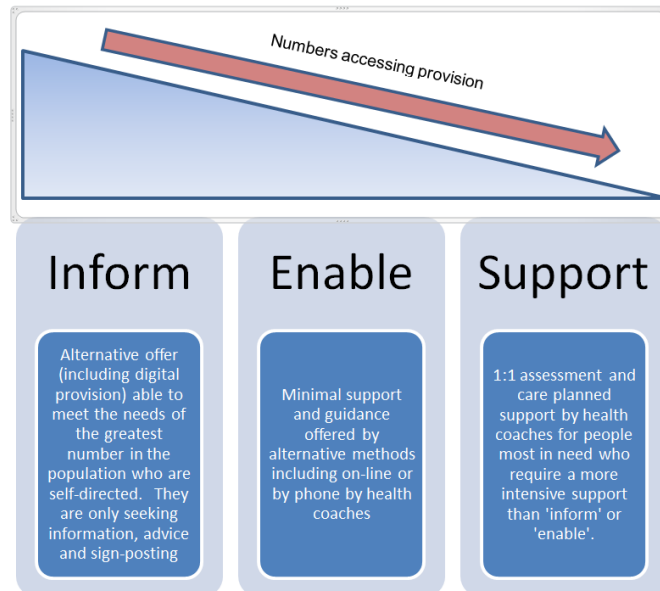 Numbers accessing provision
Inform
Alternative offer
(including digital
provision) able to
meet the needs of
the greatest
number in the
population who are
self-directed.  They
are only seeking
information, advice
and sign-posting
Enable
Minimal support
and guidance
offered by
alternative methods
including on-line or
by phone by health
coaches
Support
1:1 assessment and
care planned
support by health
coaches for people
most in need who
require a more
intensive support
than 'inform' or
'enable'.